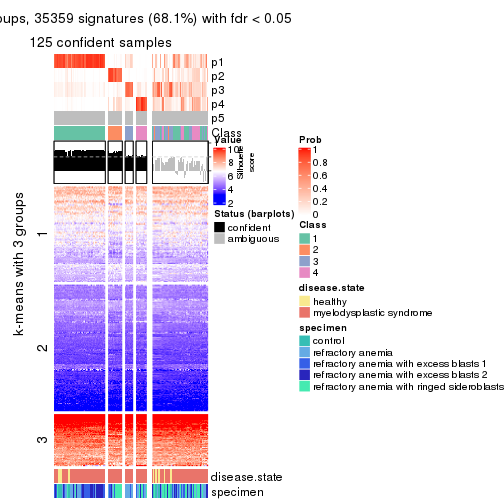 oups, 35359 signatures (68.1%) with fdr < 0.05
125 confident samples
p1
p2
p3
p4
p5
Class
Silhouette
score
k-means with 3 groups
1
2
3
disease.state
specimen
Value
10
8
6
4
2
Status (barplots)
confident
ambiguous
Prob
1
0.8
0.6
0.4
0.2
0
Class
1
2
3
4
disease.state
healthy
myelodysplastic syndrome
specimen
control
refractory anemia
refractory anemia with excess blasts 1
refractory anemia with excess blasts 2
refractory anemia with ringed sideroblasts